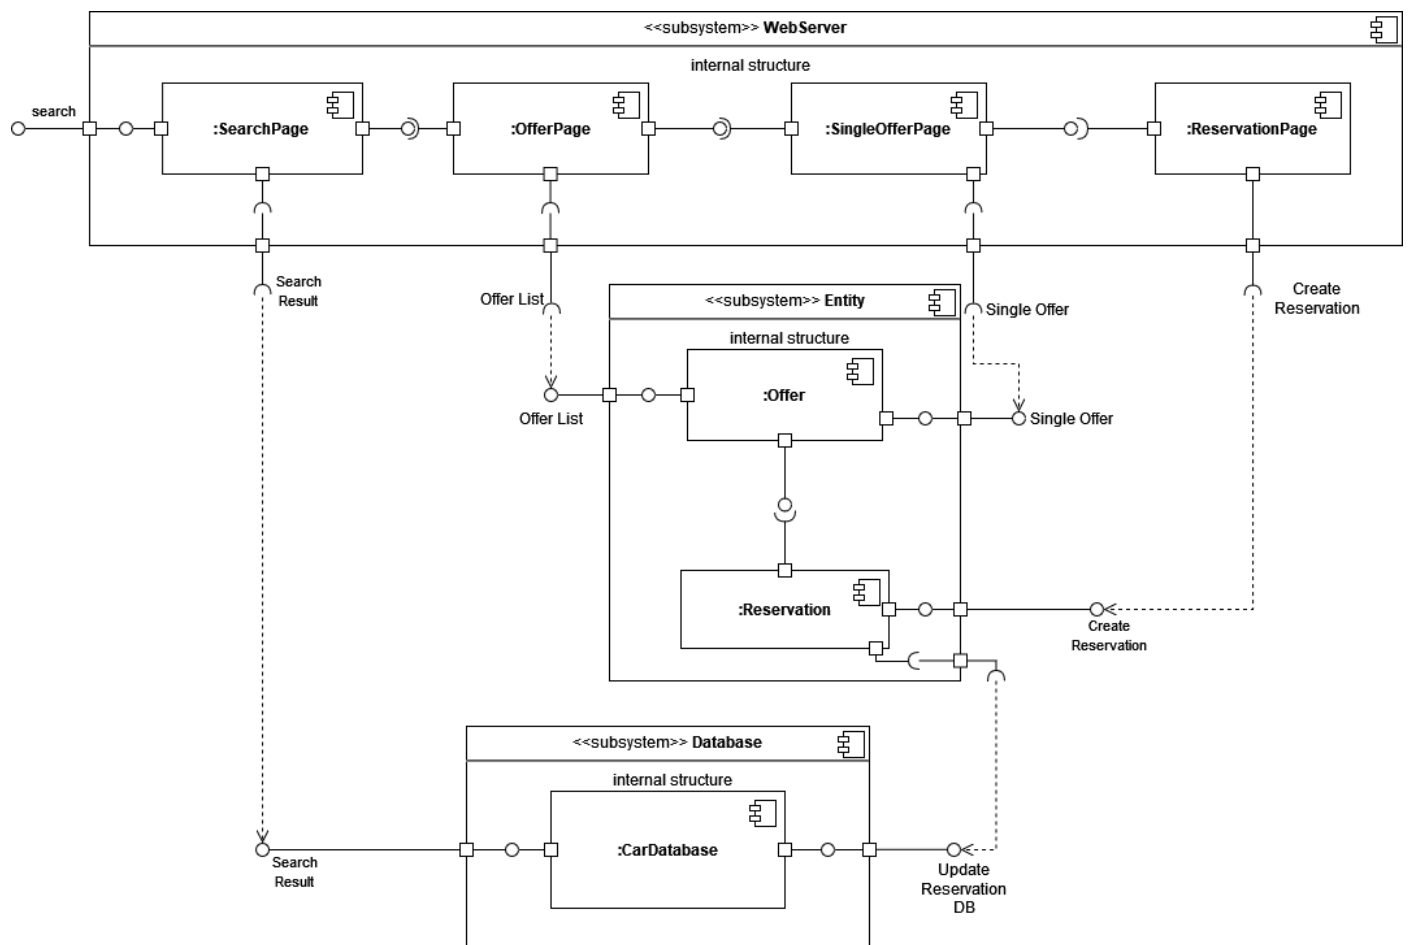 <<subsystem>> WebServer
internal structure
search
:SearchPage
:OfferPage
:SingleOfferPage
:ReservationPage
Search
Result
Offer List
<<subsystem>> Entity
Single Offer
Create
Reservation
internal structure
:Offer
Offer List
Single Offer
:Reservation
Create
Reservation
<<subsystem>> Database
internal structure
:CarDatabase
Search
Result
Update
Reservation
DB